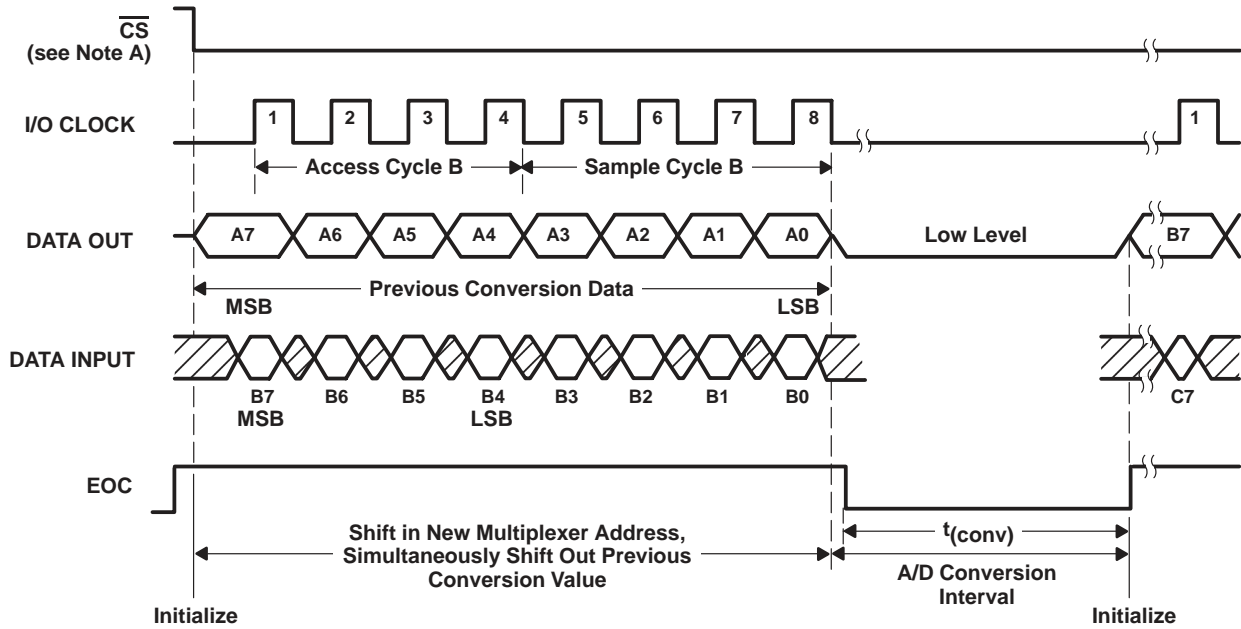 CS
(see Note A)
I/O CLOCK
1 2 3 4 5 6 7 8 1
Access Cycle B Sample Cycle B
DATA OUT
A7 A6 A5 A4 A3 A2 A1 A0 Low Level B7
Previous Conversion Data
MSB LSB
DATA INPUT
B7 B6 B5 B4 B3 B2 B1 B0 C7
MSB LSB
EOC
Shift in New Multiplexer Address,
Simultaneously Shift Out Previous
Conversion Value
t(conv)
A/D Conversion
Interval
Initialize Initialize